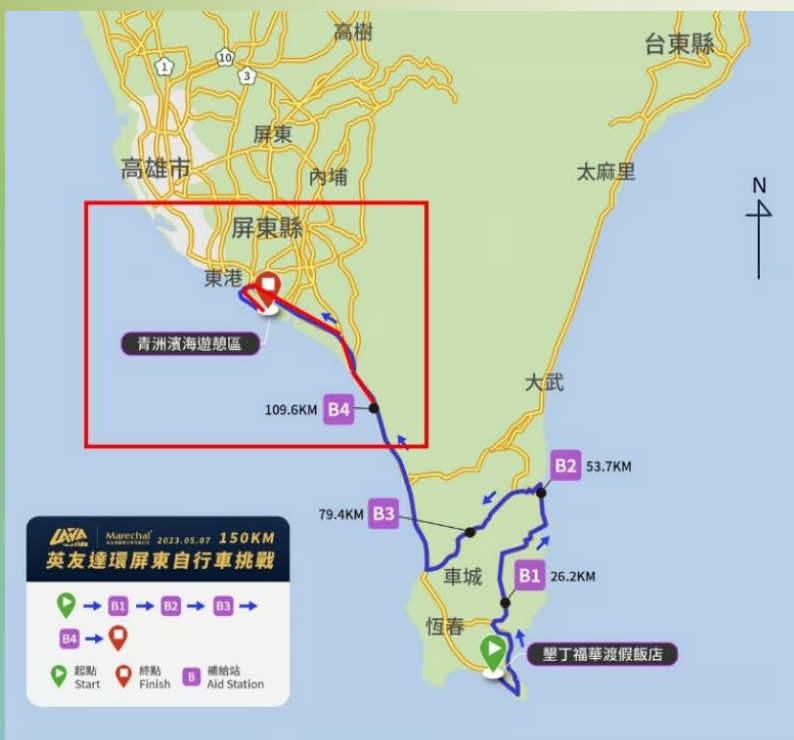 高樹
台東縣
10
1
3
屏東
高雄市
內埔
太麻里
N
屏東縣
東港
青洲濱海遊憩區
大武
109.6KM B4
B2 53.7KM
79.4KM B3
車城
B1 26.2KM
恆春
墾丁福華渡假飯店
LAVA Marechal 2023.05.07 150KM
英友達環屏東自行車挑戰
B1 B2 B3
B4
起點 終點 B 補給站
Start Finish Aid Station